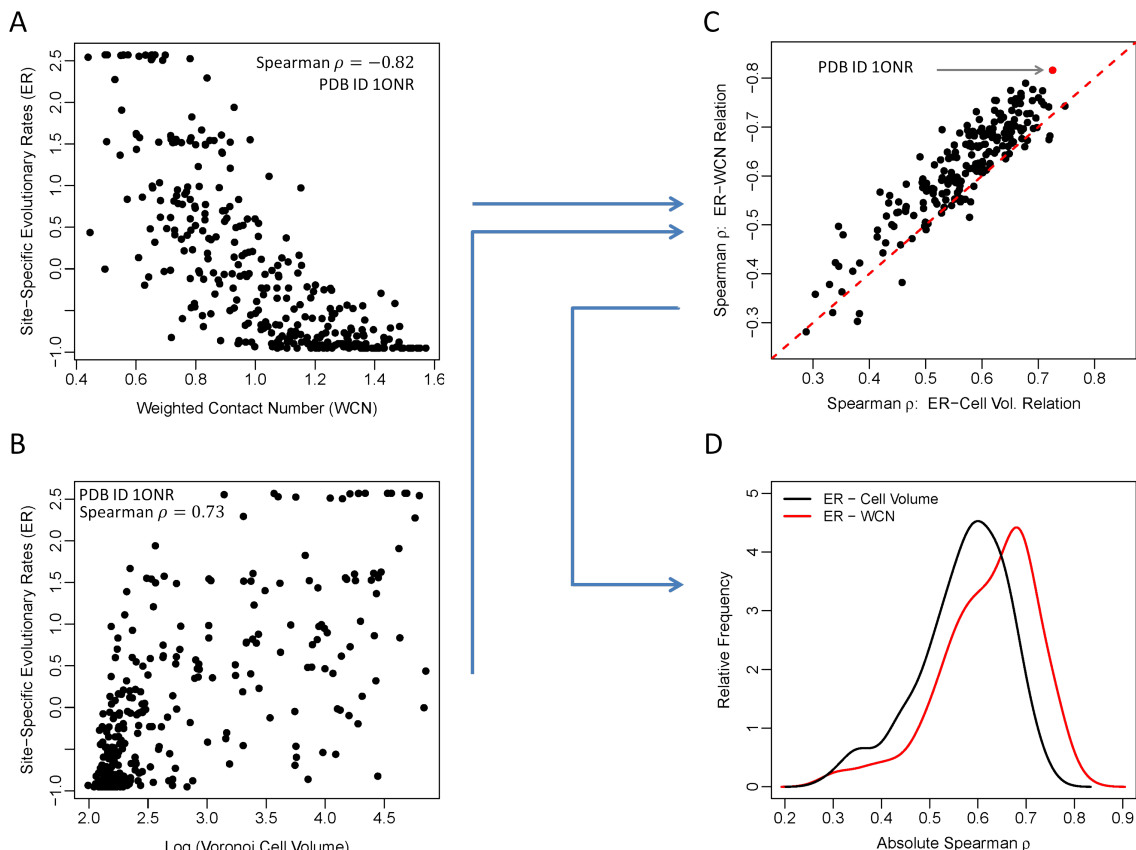 A
Spearman ρ = −0.82
PDB ID 1ONR
Site-Specific Evolutionary Rates (ER)
2.5
2.0
1.5
1.0
0.5
0.0
−1.0
0.4
0.6
0.8
1.0
1.2
1.4
1.6
Weighted Contact Number (WCN)
B
PDB ID 1ONR
Spearman ρ = 0.73
Site-Specific Evolutionary Rates (ER)
2.5
2.0
1.5
1.0
0.5
0.0
−1.0
2.0
2.5
3.0
3.5
4.0
4.5
Log (Voronoi Cell Volume)
C
PDB ID 1ONR
Spearman ρ: ER−WCN Relation
−0.8
−0.7
−0.6
−0.5
−0.4
−0.3
0.3
0.4
0.5
0.6
0.7
0.8
Spearman ρ: ER−Cell Vol. Relation
D
ER − Cell Volume
ER − WCN
Relative Frequency
5
4
3
2
1
0
0.2
0.3
0.4
0.5
0.6
0.7
0.8
0.9
Absolute Spearman ρ